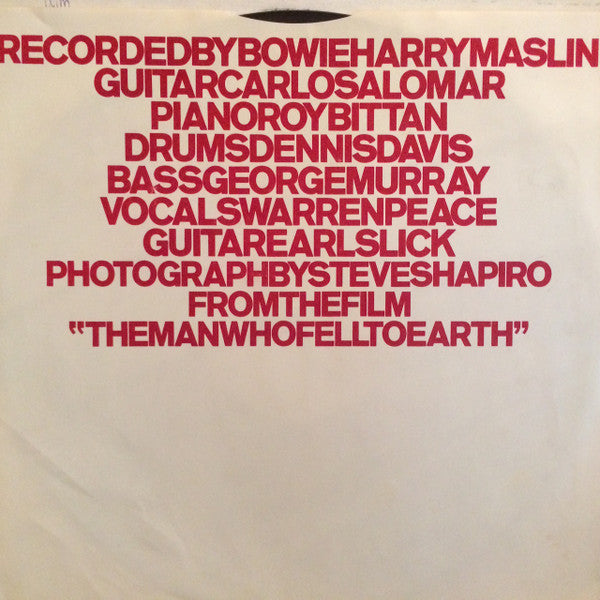 RECORDEDBYBOWIEHARRYMASLIN
GUITARCARLOSALOMAR
PIANOROYBITTAN
DRUMSDENNISDAVIS
BASSGEORGEMURRAY
VOCALSWARRENPEACE
GUITAREARLSLICK
PHOTOGRAPHBYSTEVESHAPIRO
FROMTHEFILM
“THEMANWHOFELLTOEARTH”